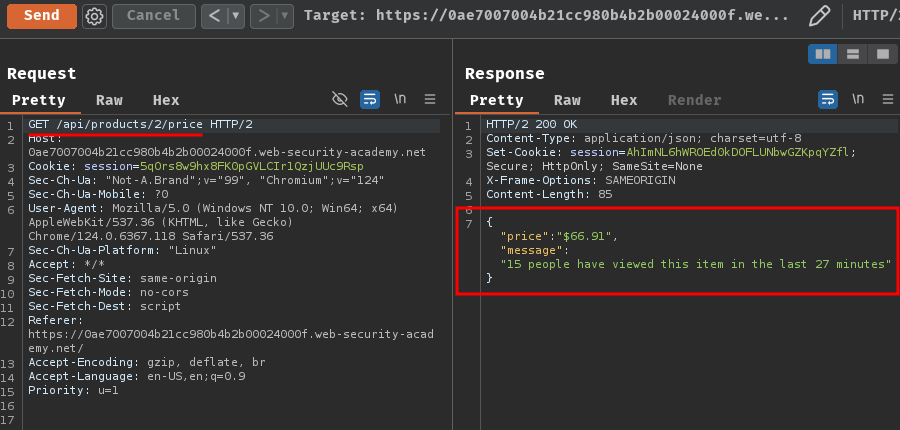 Send Cancel < ▾ > ▾ Target: https://0ae7007004b21cc980b4b2b00024000f.we... HTTP/2
Request
Pretty Raw Hex \n
1 GET /api/products/2/price HTTP/2
2 Host:
0ae7007004b21cc980b4b2b00024000f.web-security-academy.net
3 Cookie: session=5qOrs8w9hx8FKOpGVLCIrlQzjUUc9Rsp
4 Sec-Ch-Ua: "Not-A.Brand";v="99", "Chromium";v="124"
5 Sec-Ch-Ua-Mobile: ?0
6 User-Agent: Mozilla/5.0 (Windows NT 10.0; Win64; x64)
AppleWebKit/537.36 (KHTML, like Gecko)
Chrome/124.0.6367.118 Safari/537.36
7 Sec-Ch-Ua-Platform: "Linux"
8 Accept: */*
9 Sec-Fetch-Site: same-origin
10 Sec-Fetch-Mode: no-cors
11 Sec-Fetch-Dest: script
12 Referer:
https://0ae7007004b21cc980b4b2b00024000f.web-security-acad
emy.net/
13 Accept-Encoding: gzip, deflate, br
14 Accept-Language: en-US,en;q=0.9
15 Priority: u=1
16
17
Response
Pretty Raw Hex Render \n
1 HTTP/2 200 OK
2 Content-Type: application/json; charset=utf-8
3 Set-Cookie: session=AhImNL6hWROEdOkDOFLUNbwGZKpqYZfl;
Secure; HttpOnly; SameSite=None
4 X-Frame-Options: SAMEORIGIN
5 Content-Length: 85
6
7 {
"price":"$66.91",
"message":
"15 people have viewed this item in the last 27 minutes"
}